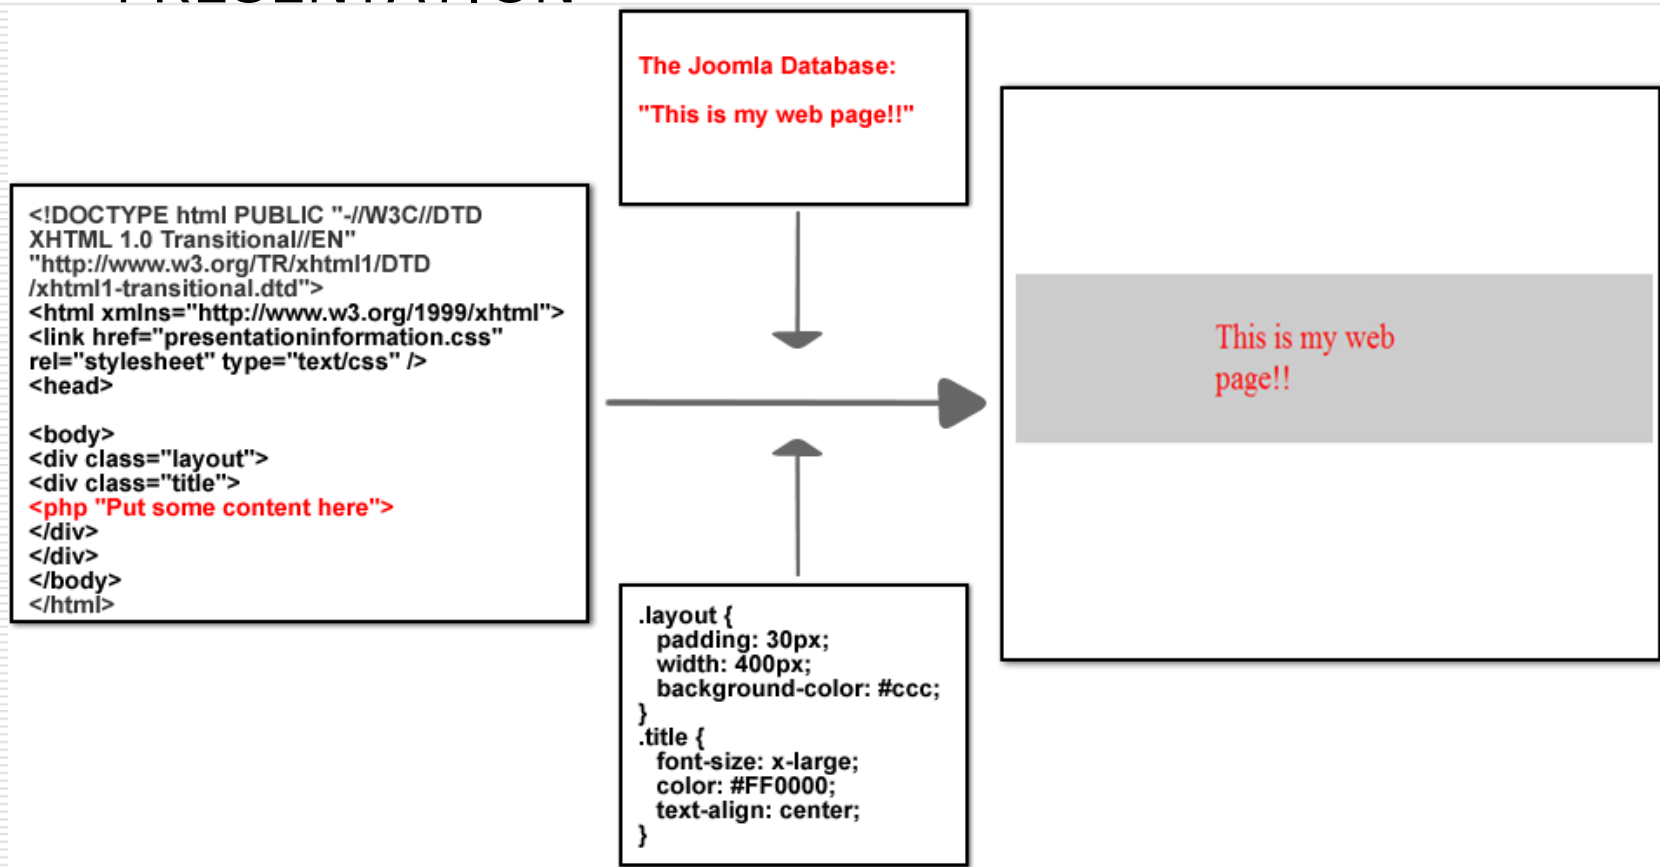 PRESENTATION
The Joomla Database:
"This is my web page!!"
<!DOCTYPE html PUBLIC "-//W3C//DTD
XHTML 1.0 Transitional//EN"
"http://www.w3.org/TR/xhtml1/DTD
/xhtml1-transitional.dtd">
<html xmlns="http://www.w3.org/1999/xhtml">
<link href="presentationinformation.css"
rel="stylesheet" type="text/css" />
<head>
<body>
<div class="layout">
<div class="title">
<php "Put some content here">
</div>
</div>
</body>
</html>
.layout {
padding: 30px;
width: 400px;
background-color: #ccc;
}
.title {
font-size: x-large;
color: #FF0000;
text-align: center;
}
This is my web
page!!